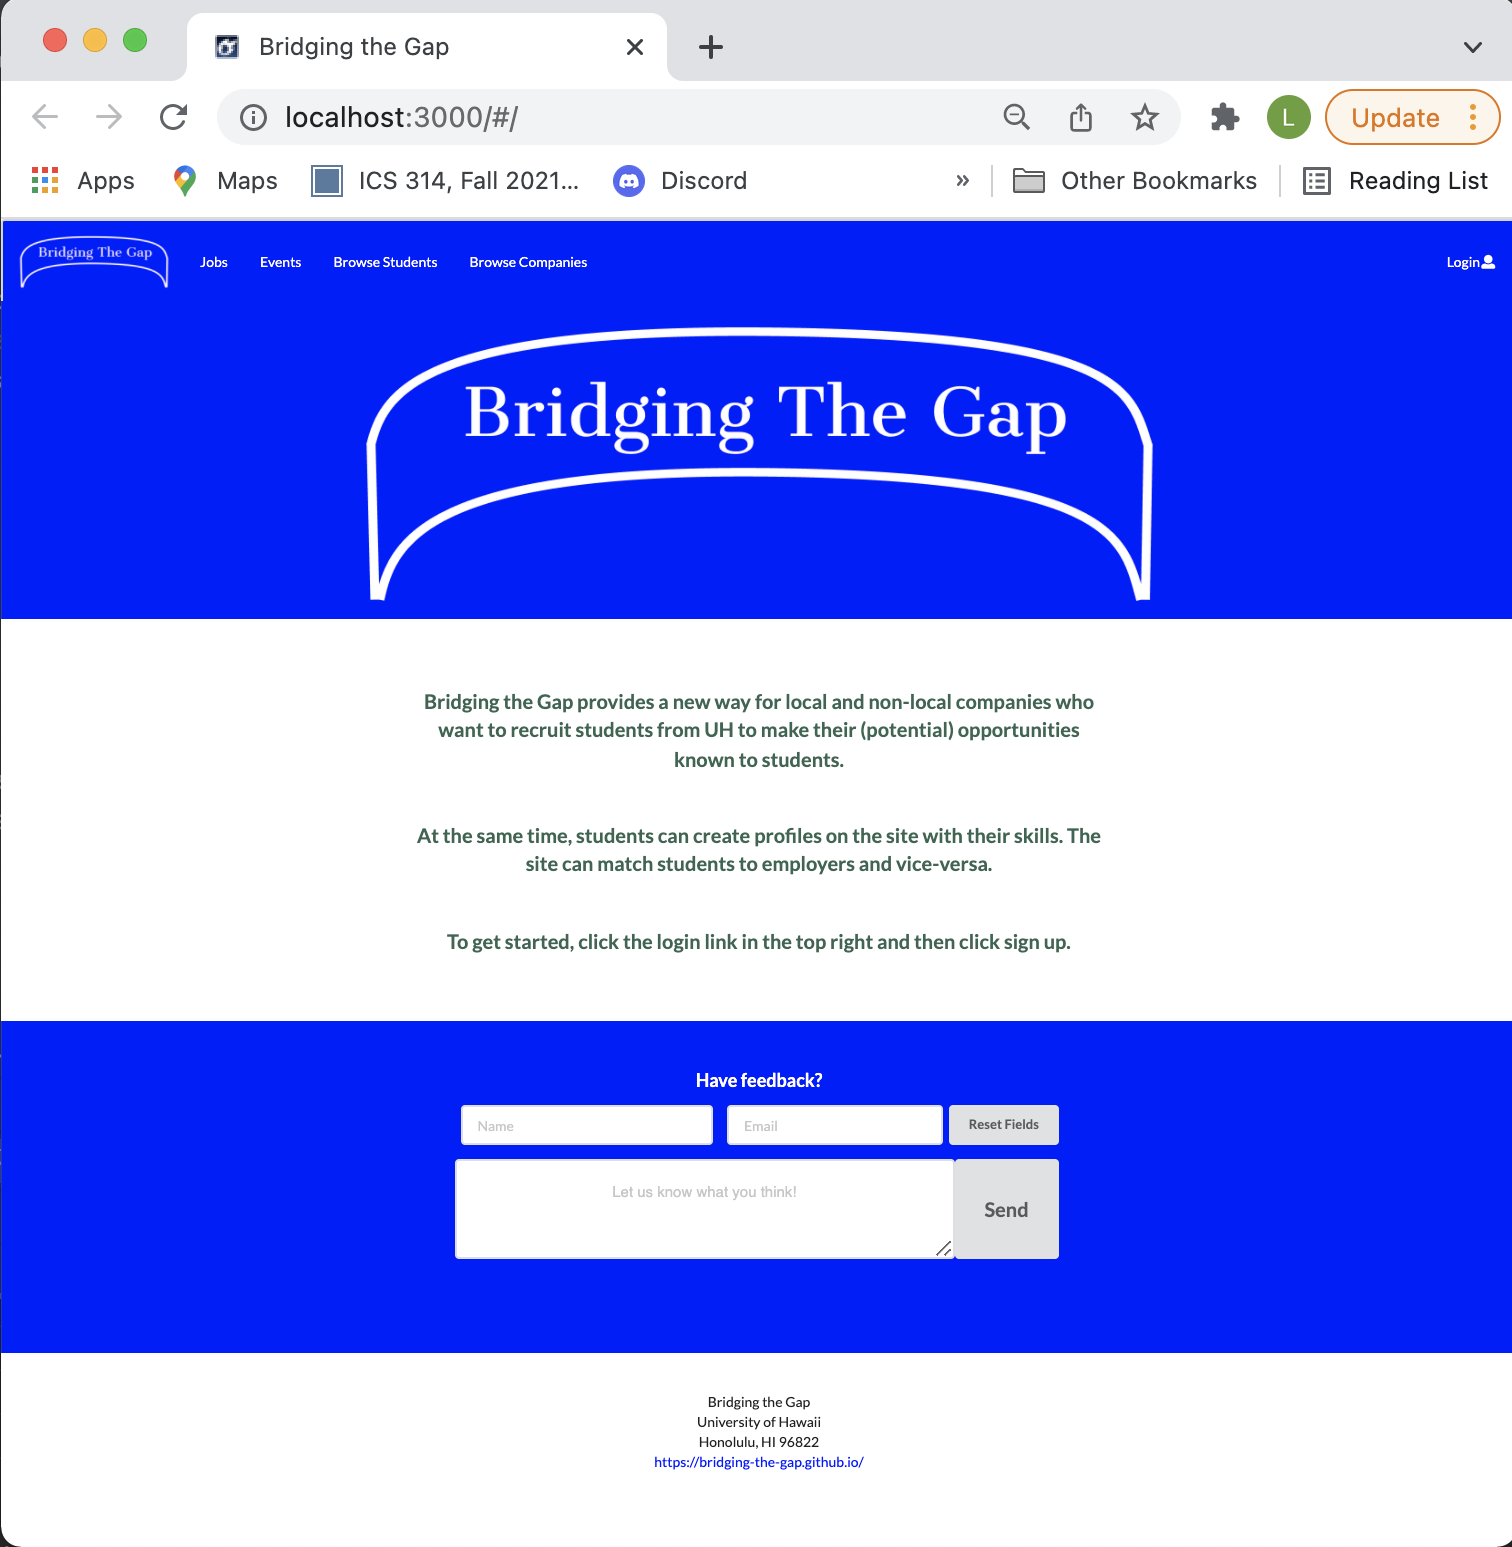 Bridging the Gap
localhost:3000/#/
L
Update
Apps
Maps
ICS 314, Fall 2021...
Discord
»
Other Bookmarks
Reading List
Bridging The Gap
Jobs
Events
Browse Students
Browse Companies
Login
Bridging The Gap
Bridging the Gap provides a new way for local and non-local companies who
want to recruit students from UH to make their (potential) opportunities
known to students.
At the same time, students can create profiles on the site with their skills. The
site can match students to employers and vice-versa.
To get started, click the login link in the top right and then click sign up.
Have feedback?
Name
Email
Reset Fields
Let us know what you think!
Send
Bridging the Gap
University of Hawaii
Honolulu, HI 96822
https://bridging-the-gap.github.io/